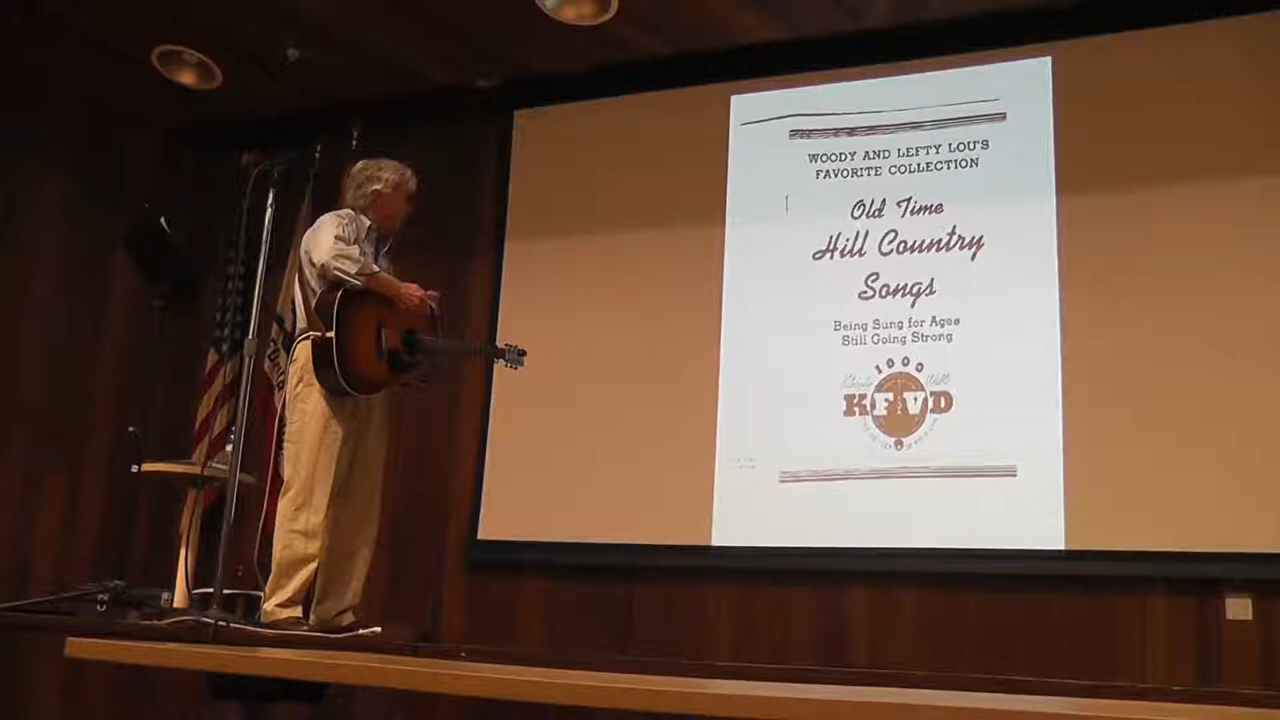 WOODY AND LEFTY LOU'S
FAVORITE COLLECTION
Old Time
Hill Country
Songs
Being Sung for Ages
Still Going Strong
1000
KFVD